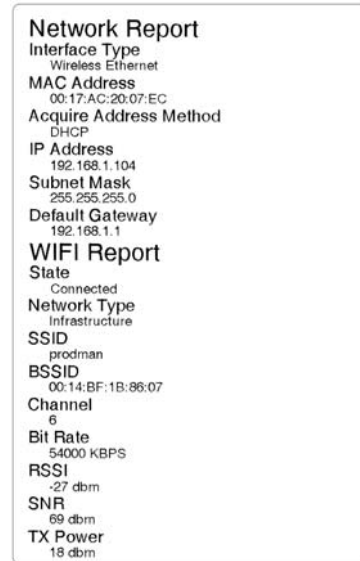 Network Report
Interface Type
Wireless Ethernet
MAC Address
00:17:AC:20:07:EC
Acquire Address Method
DHCP
IP Address
192.168.1.104
Subnet Mask
255.255.255.0
Default Gateway
192.168.1.1
WIFI Report
State
Connected
Network Type
Infrastructure
SSID
prodman
BSSID
00:14:BF:1B:86:07
Channel
6
Bit Rate
54000 KBPS
RSSI
-27 dbm
SNR
69 dbm
TX Power
18 dbm